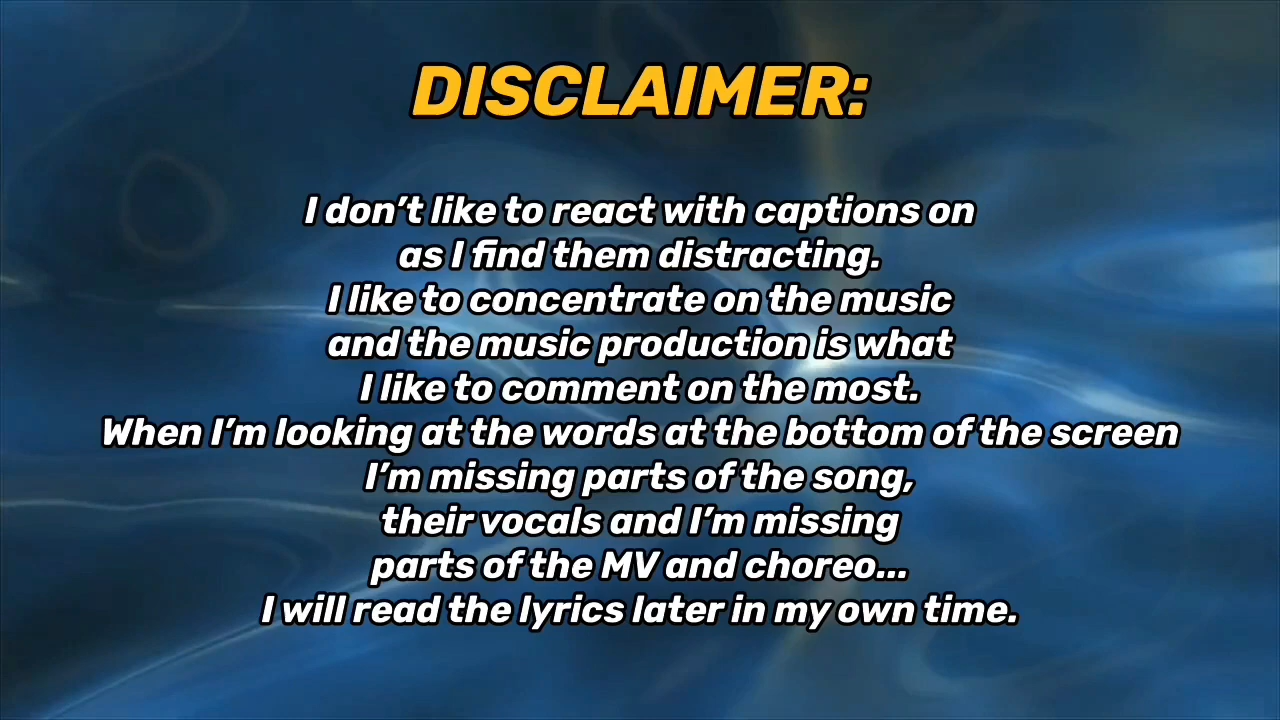 DISCLAIMER:
I don’t like to react with captions on
as I find them distracting.
I like to concentrate on the music
and the music production is what
I like to comment on the most.
When I’m looking at the words at the bottom of the screen
I’m missing parts of the song,
their vocals and I’m missing
parts of the MV and choreo...
I will read the lyrics later in my own time.